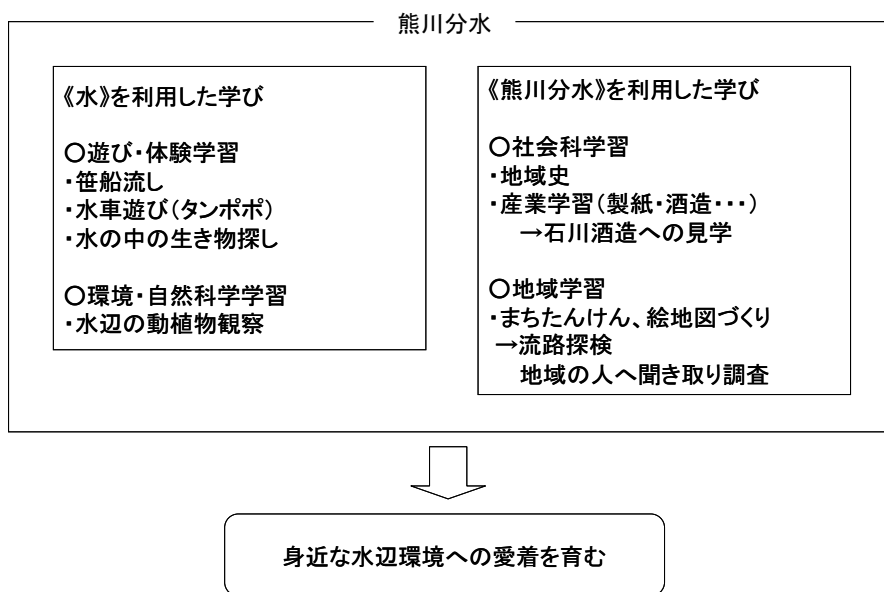 熊川分水
《水》を利用した学び
〇遊び・体験学習
・笹船流し
・水車遊び（タンポポ）
・水の中の生き物探し
〇環境・自然科学学習
・水辺の動植物観察
《熊川分水》を利用した学び
〇社会科学習
・地域史
・産業学習（製紙・酒造・・・）
→石川酒造への見学
〇地域学習
・まちたんけん、絵地図づくり
→流路探検
地域の人へ聞き取り調査
身近な水辺環境への愛着を育む